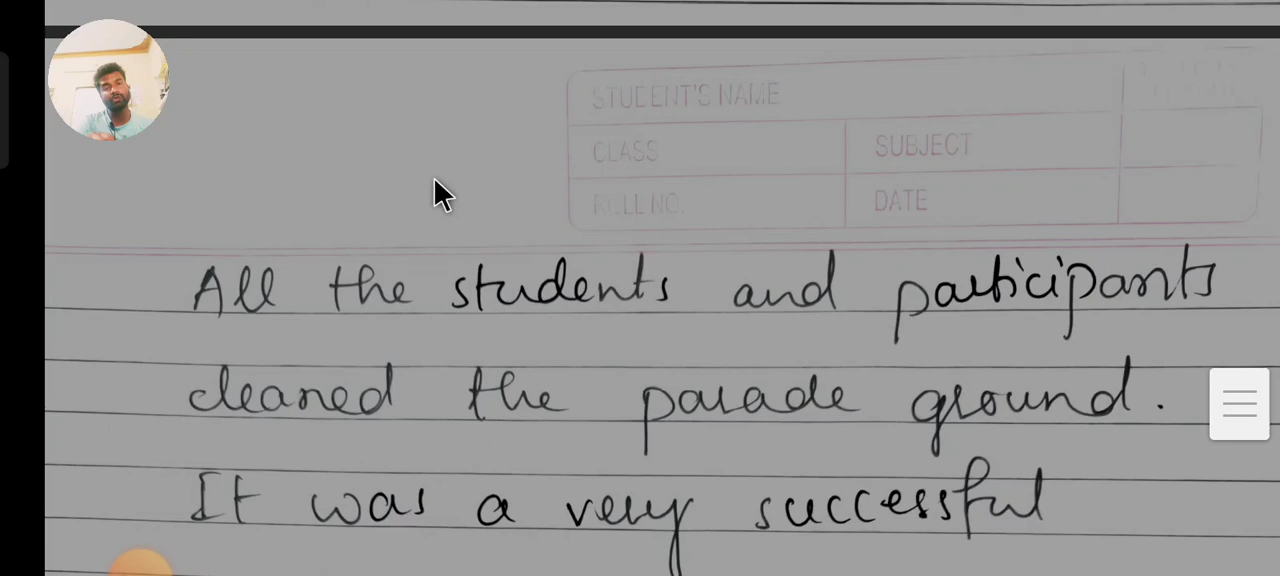 STUDENT'S NAME
CLASS
SUBJECT
ROLL NO.
DATE
All the students and participants
cleaned the parade ground.
It was a very successful